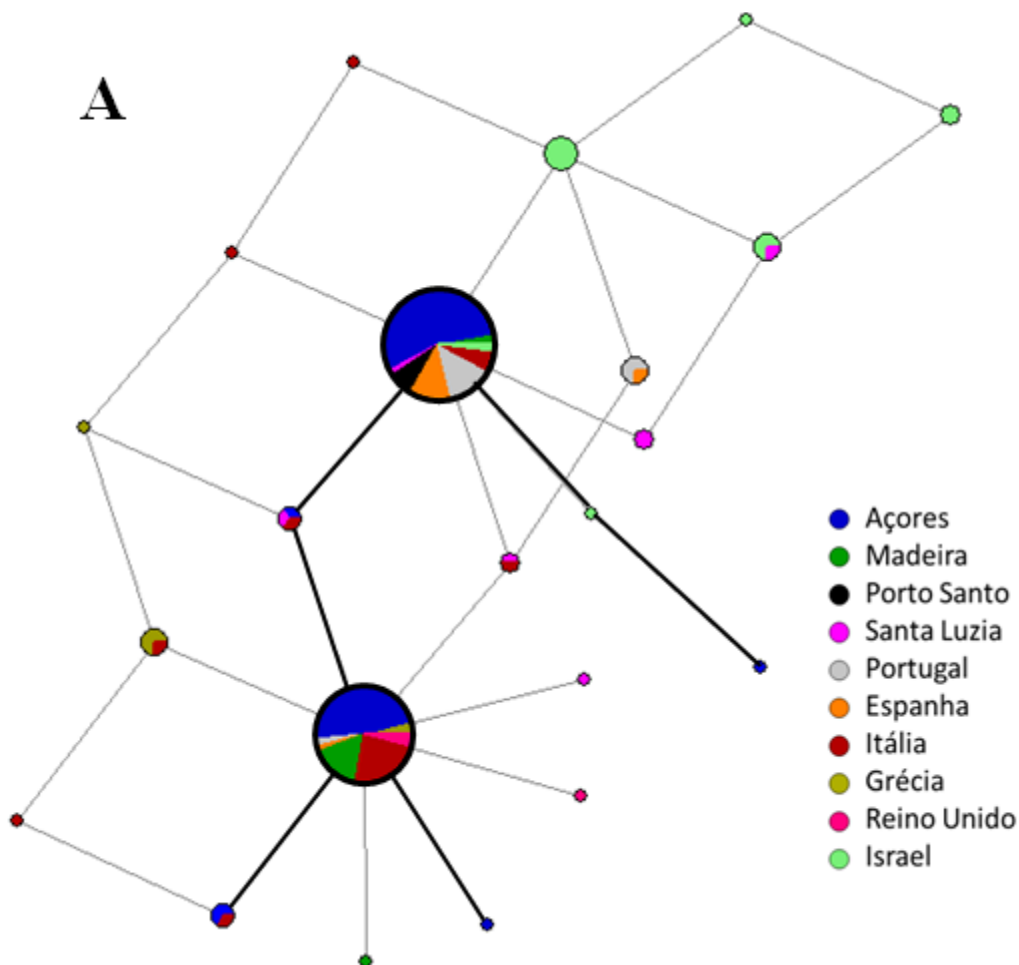 A
Açores
Madeira
Porto Santo
Santa Luzia
Portugal
Espanha
Itália
Grécia
Reino Unido
Israel